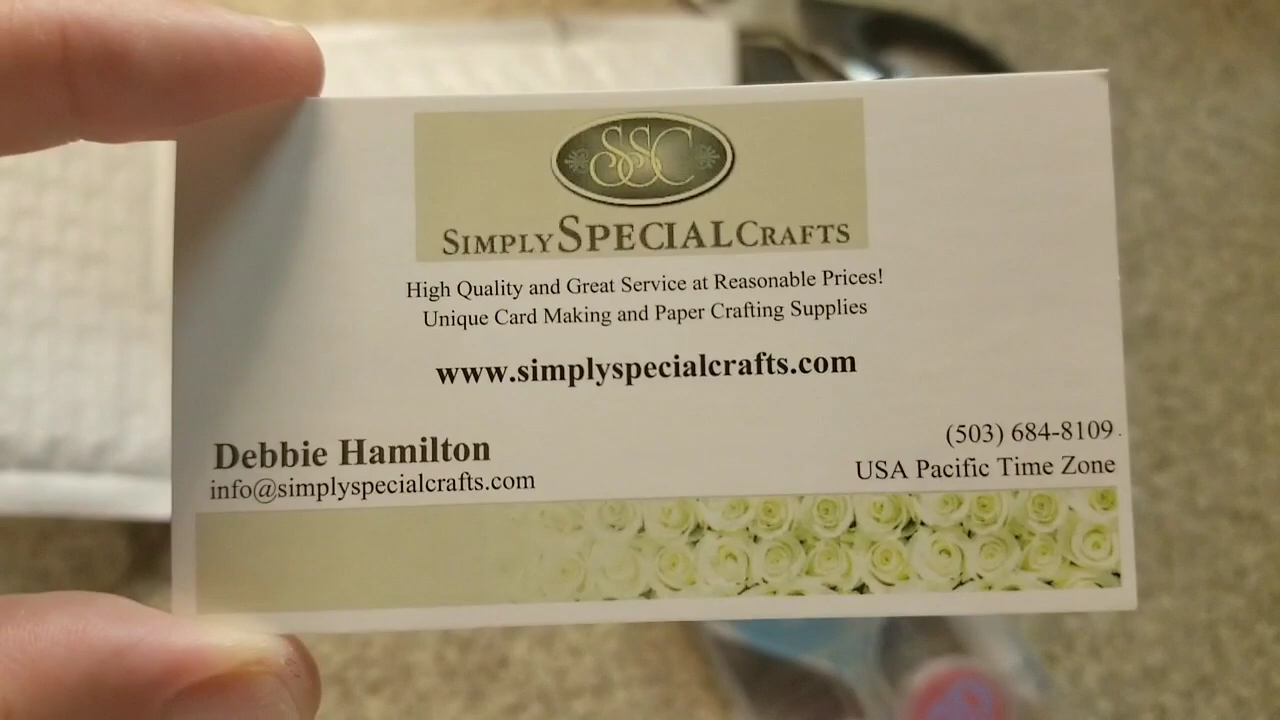 SSC
SIMPLY SPECIAL CRAFTS
High Quality and Great Service at Reasonable Prices!
Unique Card Making and Paper Crafting Supplies
www.simplyspecialcrafts.com
Debbie Hamilton
info@simplyspecialcrafts.com
(503) 684-8109
USA Pacific Time Zone